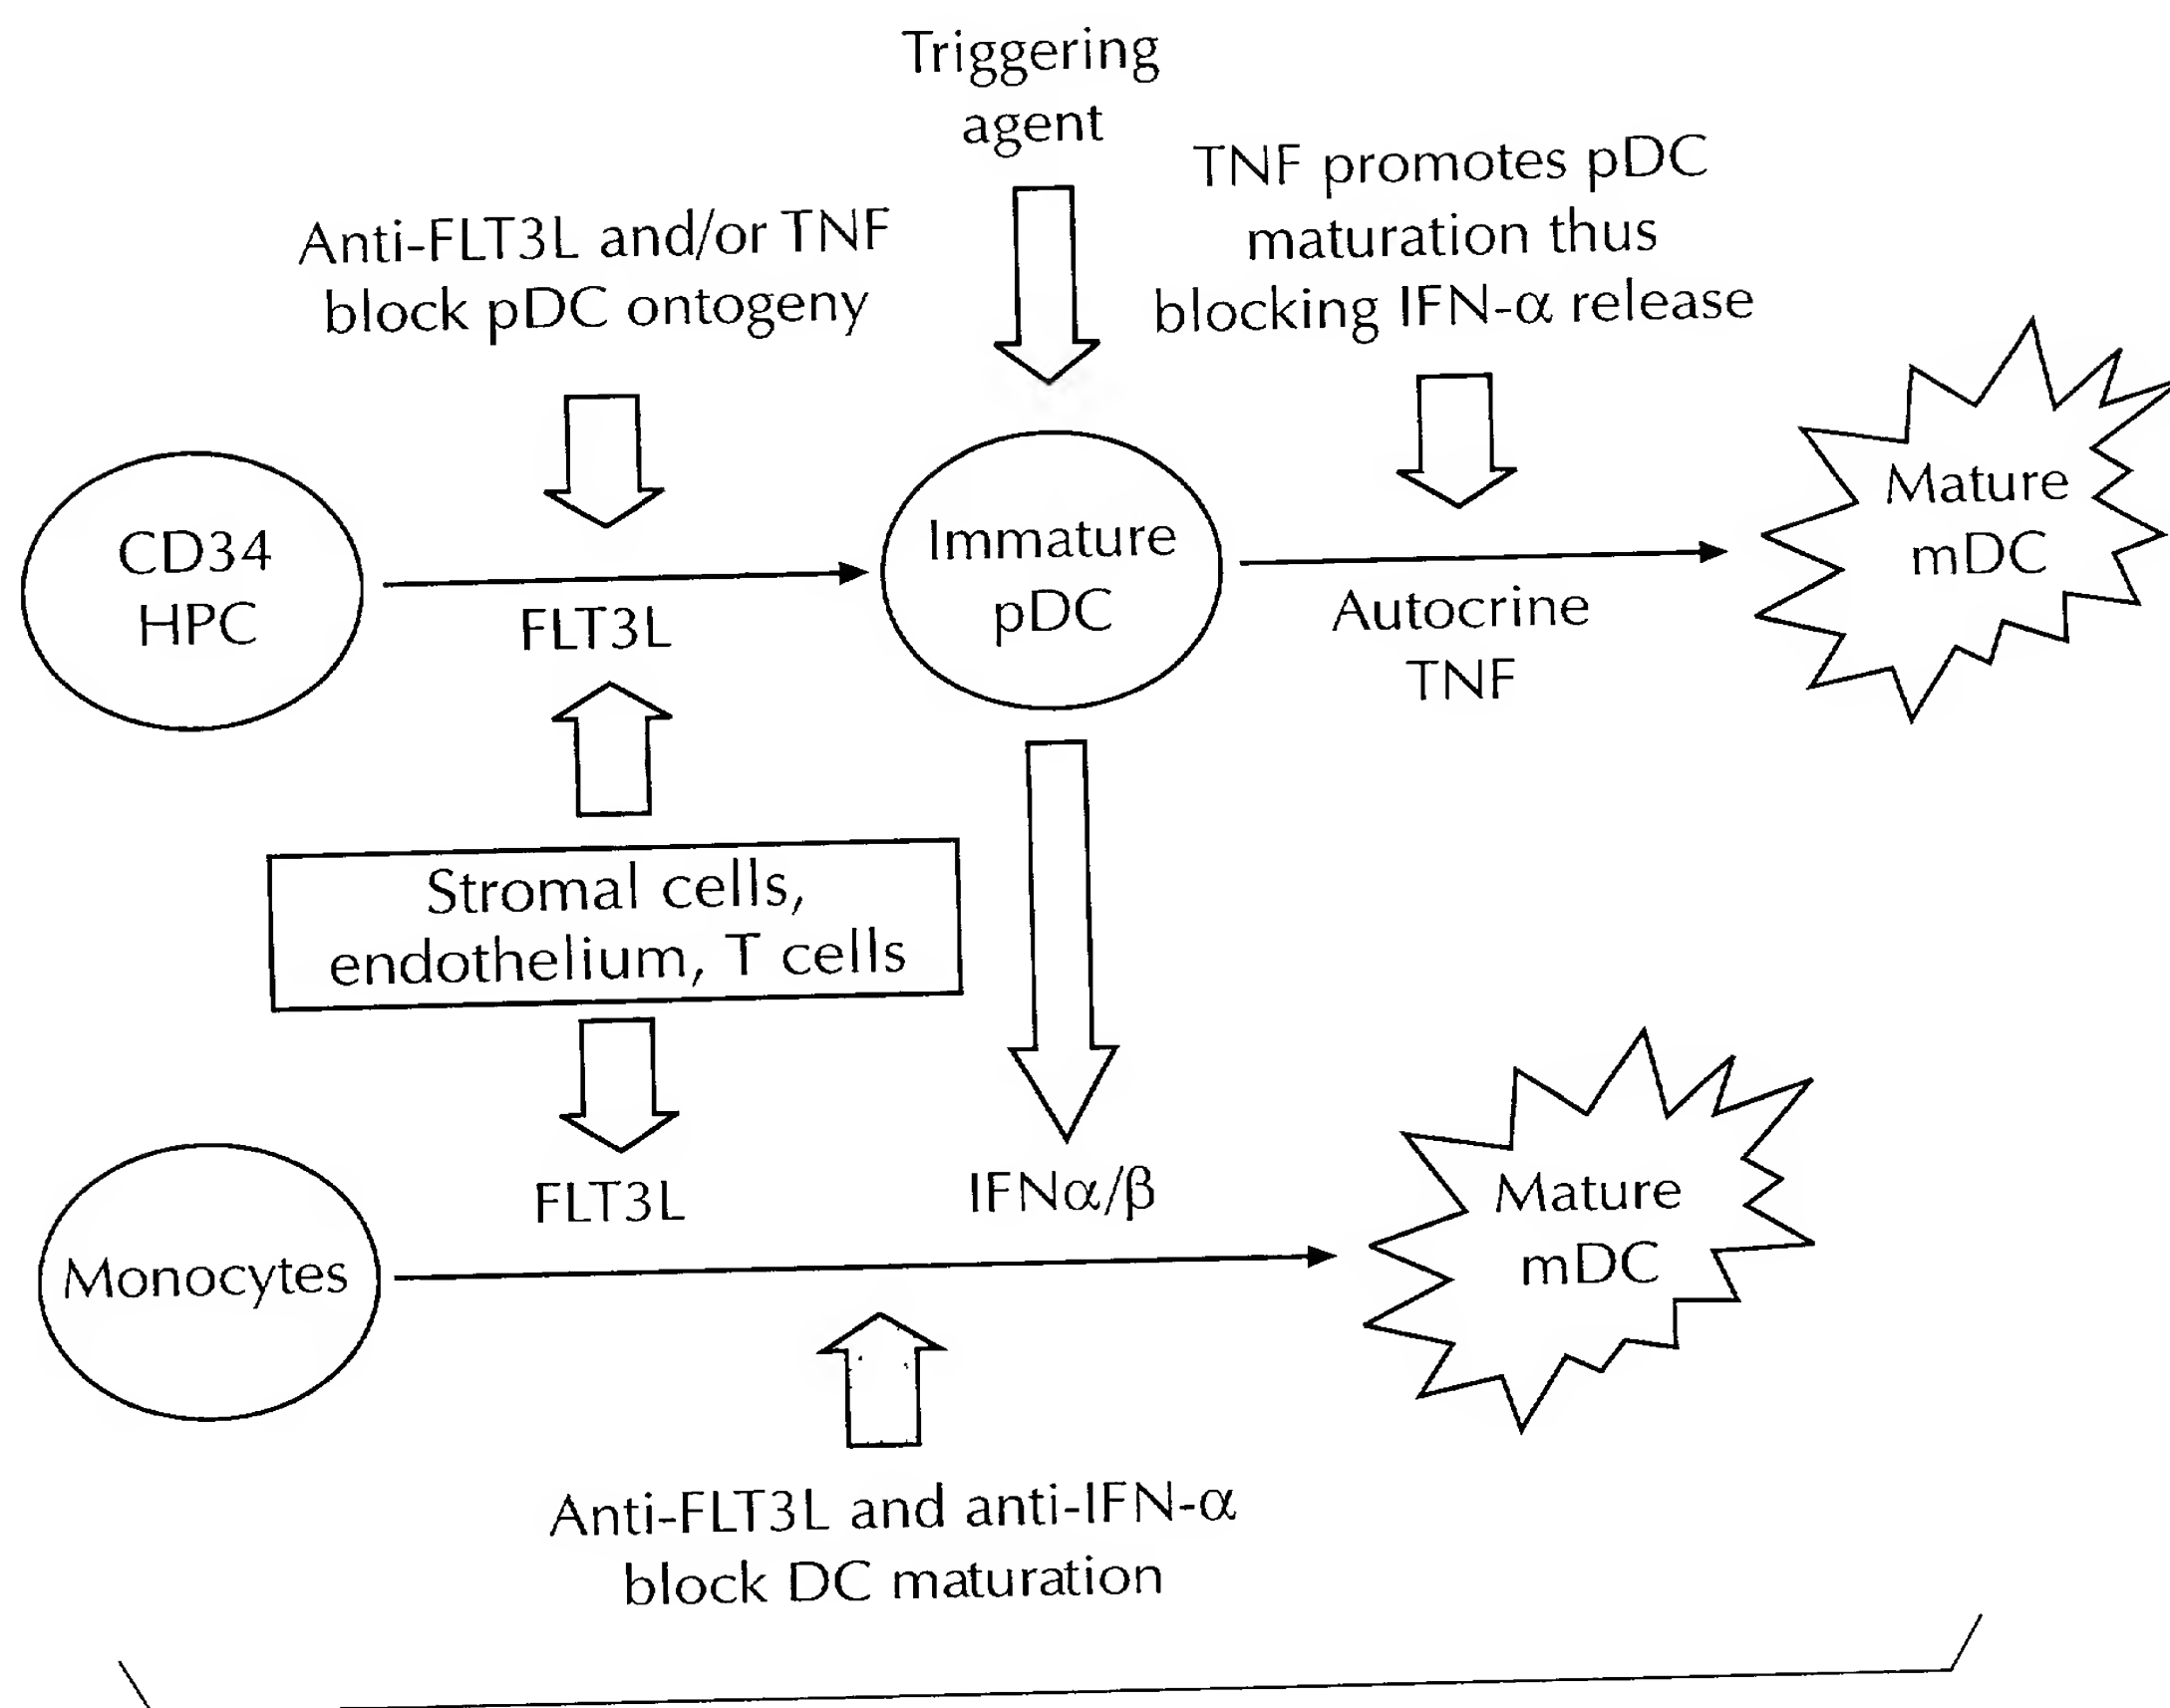 Triggering
agent
TNF promotes pDC
maturation thus
blocking IFN-α release
Anti-FLT3L and/or TNF
block pDC ontogeny
CD34
HPC
FLT3L
Immature
pDC
Autocrine
TNF
Mature
mDC
Stromal cells,
endothelium, T cells
Monocytes
FLT3L
IFNα/β
Mature
mDC
Anti-FLT3L and anti-IFN-α
block DC maturation